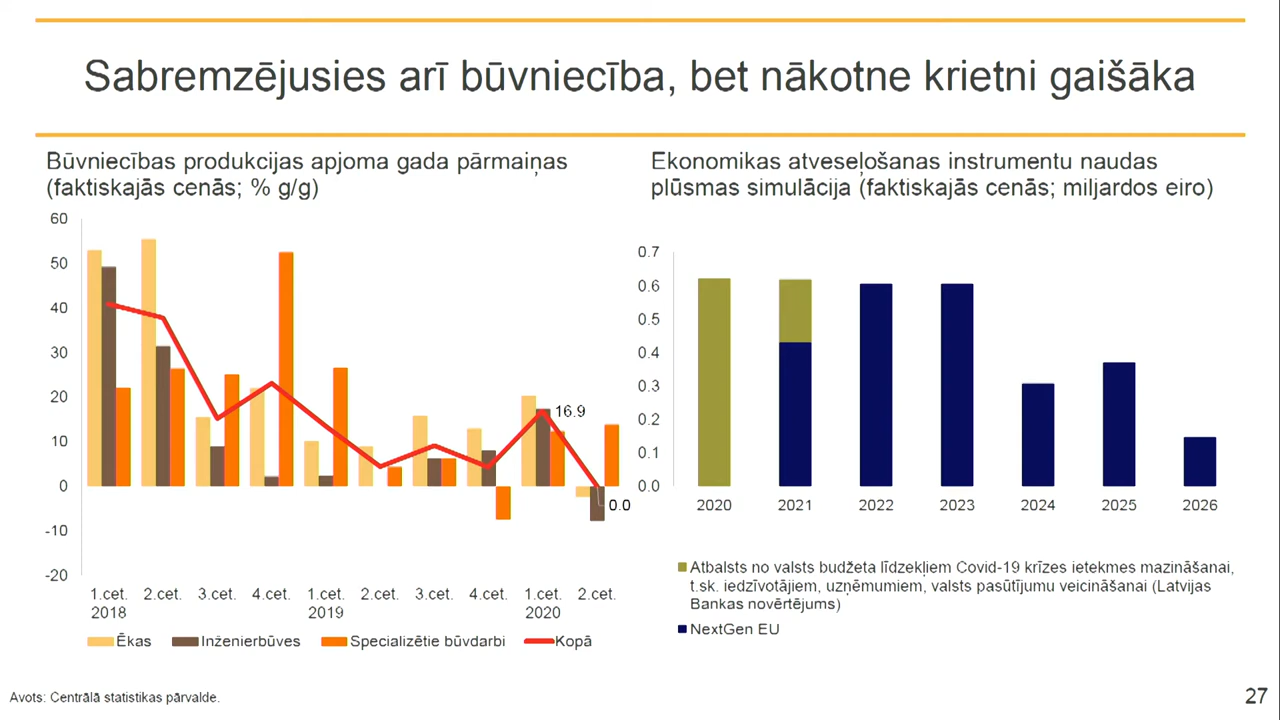 Sabremzējusies arī būvniecība, bet nākotne krietni gaišāka
Būvniecības produkcijas apjoma gada pārmaiņas
(faktiskajās cenās; % g/g)
60
50
40
30
20
10
0
-10
-20
16.9
0.0
1.cet. 2.cet. 3.cet. 4.cet. 1.cet. 2.cet. 3.cet. 4.cet. 1.cet. 2.cet.
2018 2019 2020
Ēkas Inženierbūves Specializētie būvdarbi Kopā
Ekonomikas atveseļošanas instrumentu naudas
plūsmas simulācija (faktiskajās cenās; miljardos eiro)
0.7
0.6
0.5
0.4
0.3
0.2
0.1
0.0
2020 2021 2022 2023 2024 2025 2026
Atbalsts no valsts budžeta līdzekļiem Covid-19 krīzes ietekmes mazināšanai,
t.sk. iedzīvotājiem, uzņēmumiem, valsts pasūtījumu veicināšanai (Latvijas
Bankas novērtējums)
NextGen EU
Avots: Centrālā statistikas pārvalde.
27